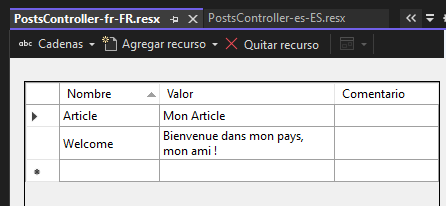 PostsController-fr-FR.resx PostsController-es-ES.resx
abc Cadenas Agregar recurso Quitar recurso
Nombre Valor Comentario
Article Mon Article
Welcome Bienvenue dans mon pays,
mon ami !